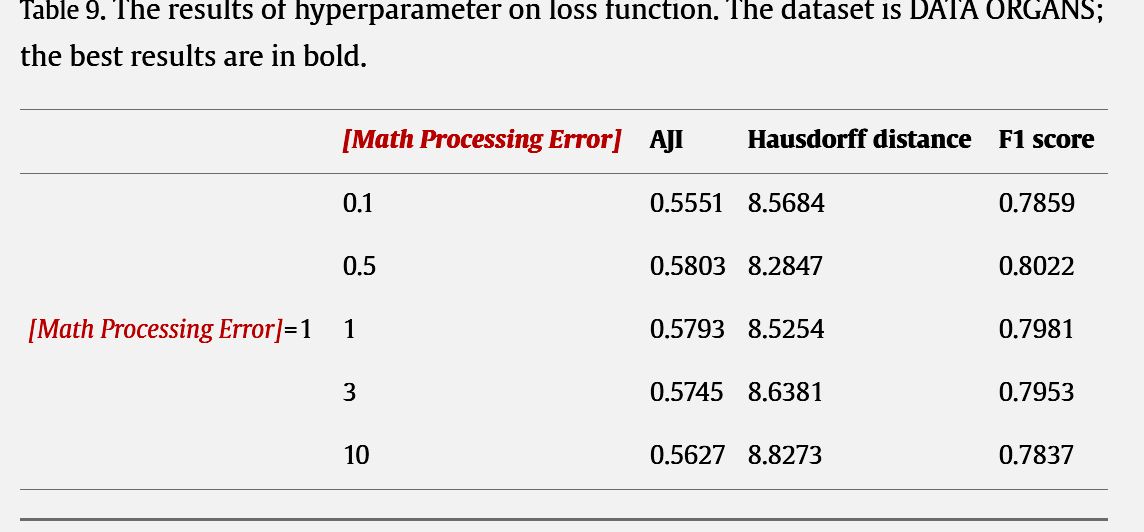 Table 9. The results of hyperparameter on loss function. The dataset is DATA ORGANS;
the best results are in bold.
[Math Processing Error] AJI Hausdorff distance F1 score
0.1 0.5551 8.5684 0.7859
0.5 0.5803 8.2847 0.8022
[Math Processing Error]=1 1 0.5793 8.5254 0.7981
3 0.5745 8.6381 0.7953
10 0.5627 8.8273 0.7837